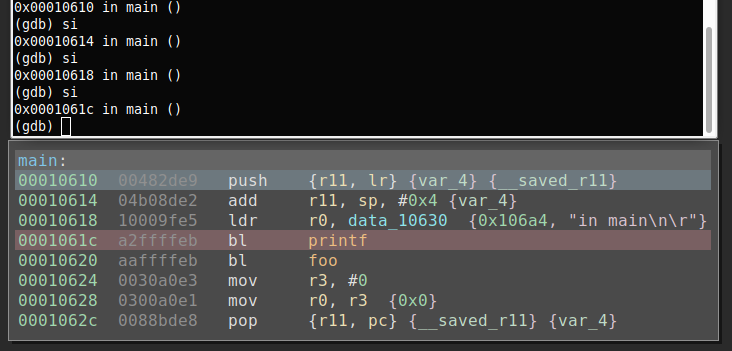 0x00010610 in main ()
(gdb) si
0x00010614 in main ()
(gdb) si
0x00010618 in main ()
(gdb) si
0x0001061c in main ()
(gdb)
main:
00010610 00482de9 push {r11, lr} {var_4} {__saved_r11}
00010614 04b08de2 add r11, sp, #0x4 {var_4}
00010618 10009fe5 ldr r0, data_10630 {0x106a4, "in main\n\r"}
0001061c a2ffffeb bl printf
00010620 aaffffeb bl foo
00010624 0030a0e3 mov r3, #0
00010628 0300a0e1 mov r0, r3 {0x0}
0001062c 0088bde8 pop {r11, pc} {__saved_r11} {var_4}